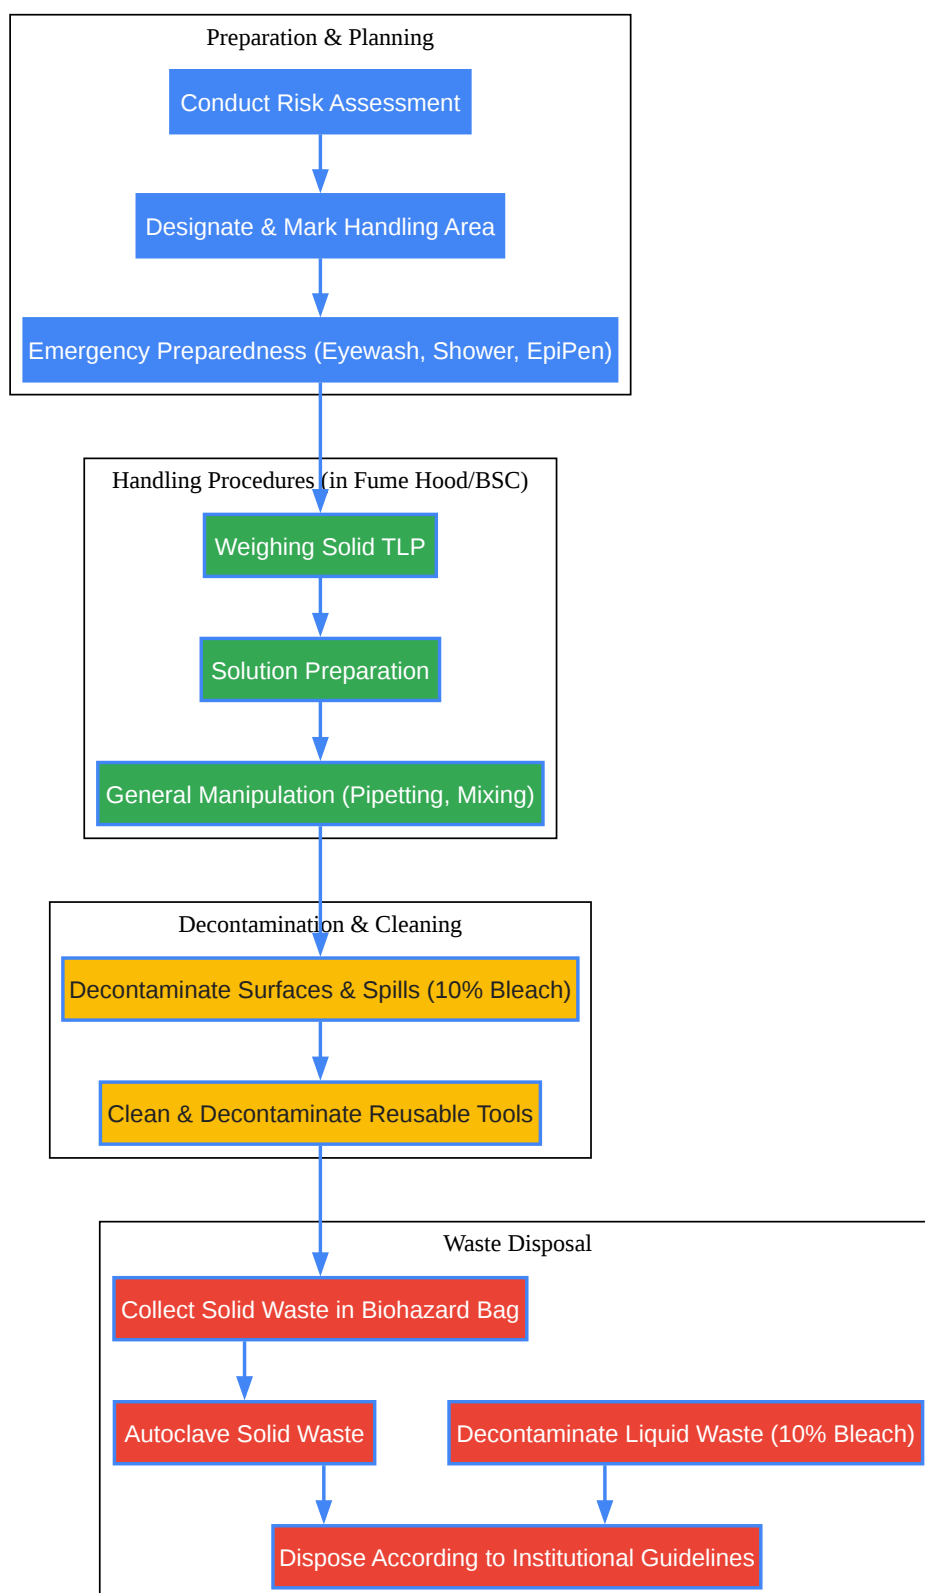 Preparation & Planning
Conduct Risk Assessment
Designate & Mark Handling Area
Emergency Preparedness (Eyewash, Shower, EpiPen)
Handling Procedures (in Fume Hood/BSC)
Weighing Solid TLP
Solution Preparation
General Manipulation (Pipetting, Mixing)
Decontamination & Cleaning
Decontaminate Surfaces & Spills (10% Bleach)
Clean & Decontaminate Reusable Tools
Waste Disposal
Collect Solid Waste in Biohazard Bag
Autoclave Solid Waste
Decontaminate Liquid Waste (10% Bleach)
Dispose According to Institutional Guidelines